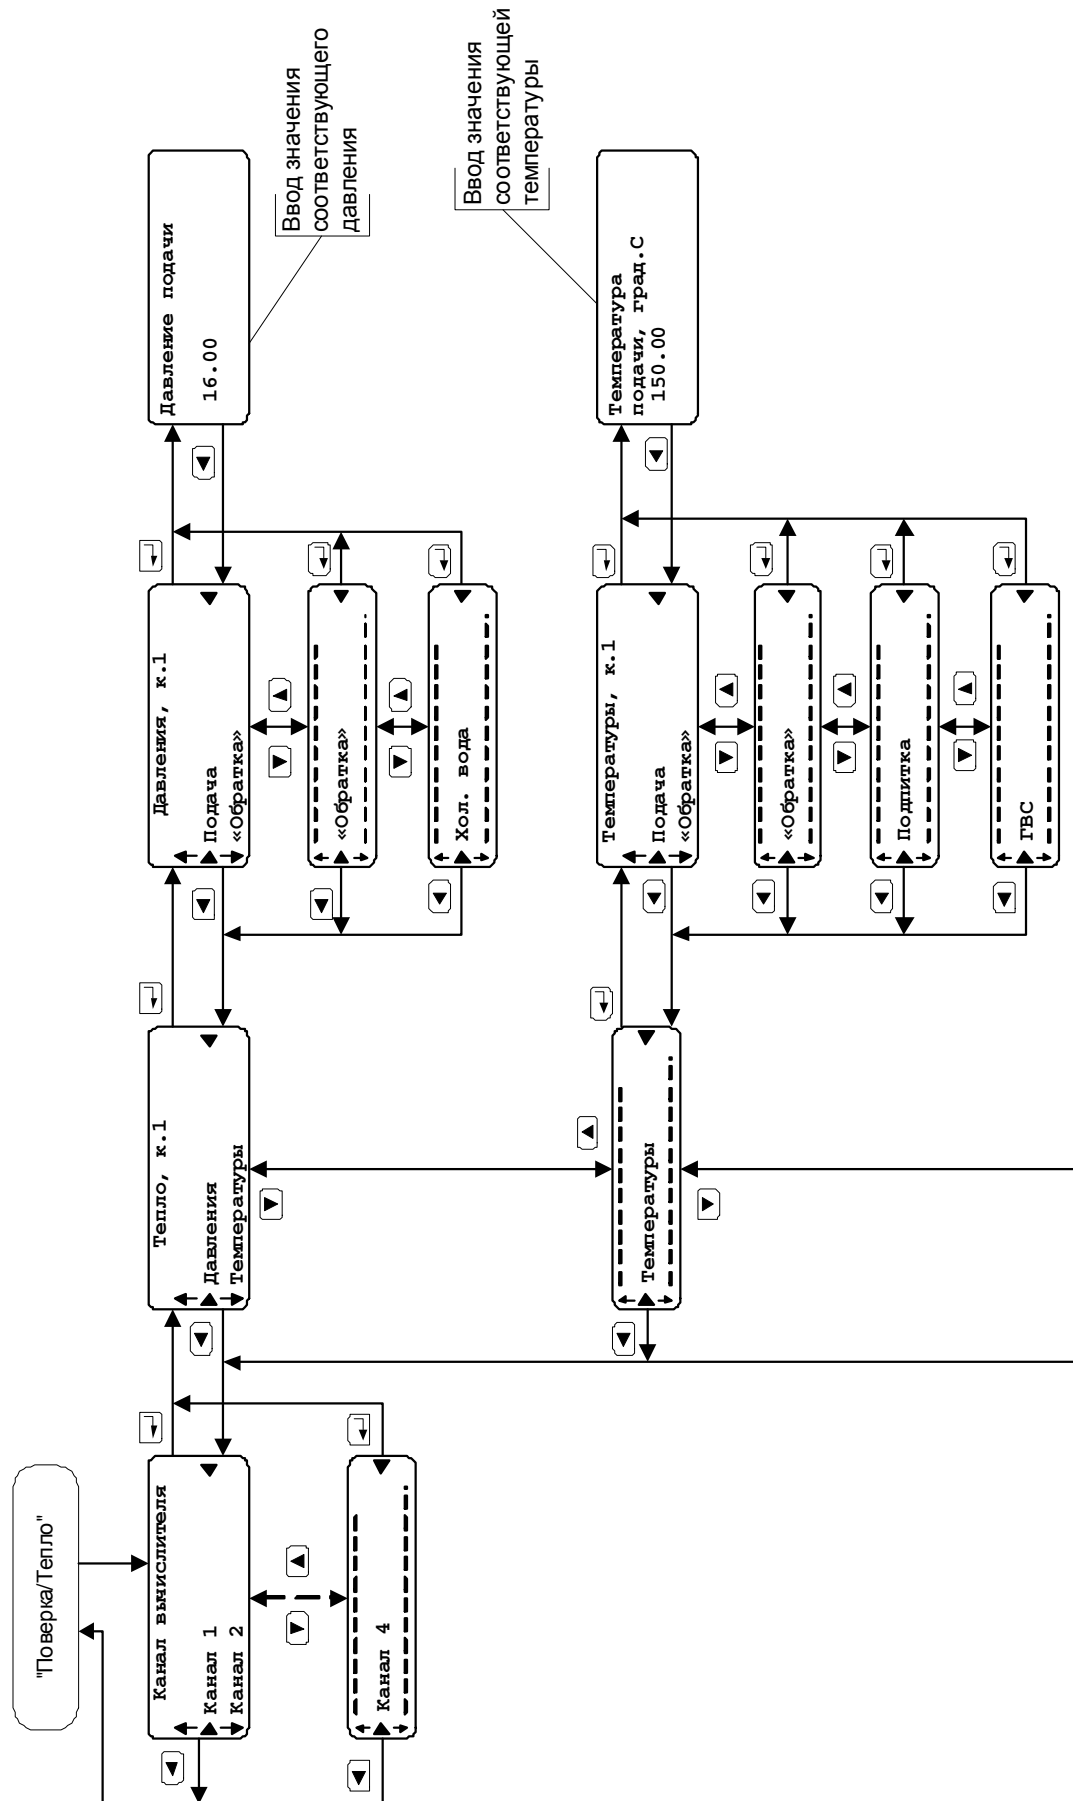 "Поверка/Тепло"
Канал вычислителя
Канал 1
Канал 2
Канал 4
Тепло, к.1
Давления
Температуры
Температуры
Давления, к.1
Подача
«Обратка»
«Обратка»
Хол. вода
Температуры, к.1
Подача
«Обратка»
«Обратка»
Подпитка
ГВС
Давление подачи
16.00
Ввод значения
соответствующего
давления
Температура
подачи, град.С
150.00
Ввод значения
соответствующей
температуры